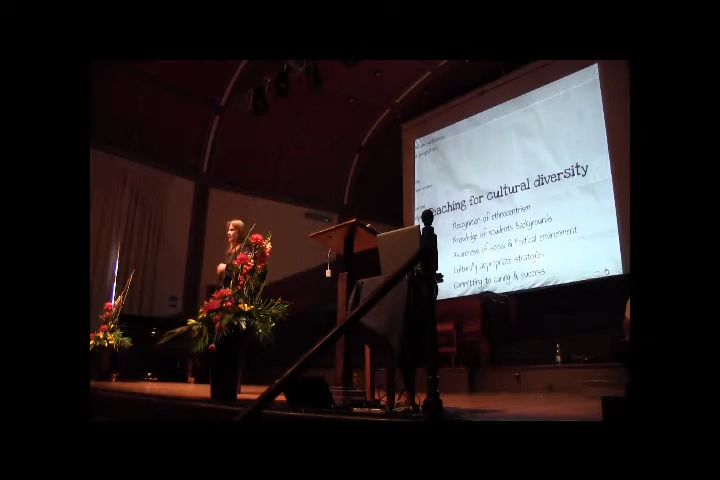 Teaching for cultural diversity
Recognition of ethnocentrism
Knowledge of students backgrounds
Awareness of social & Political environment
Culturally appropriate strategies
Committing to caring & success